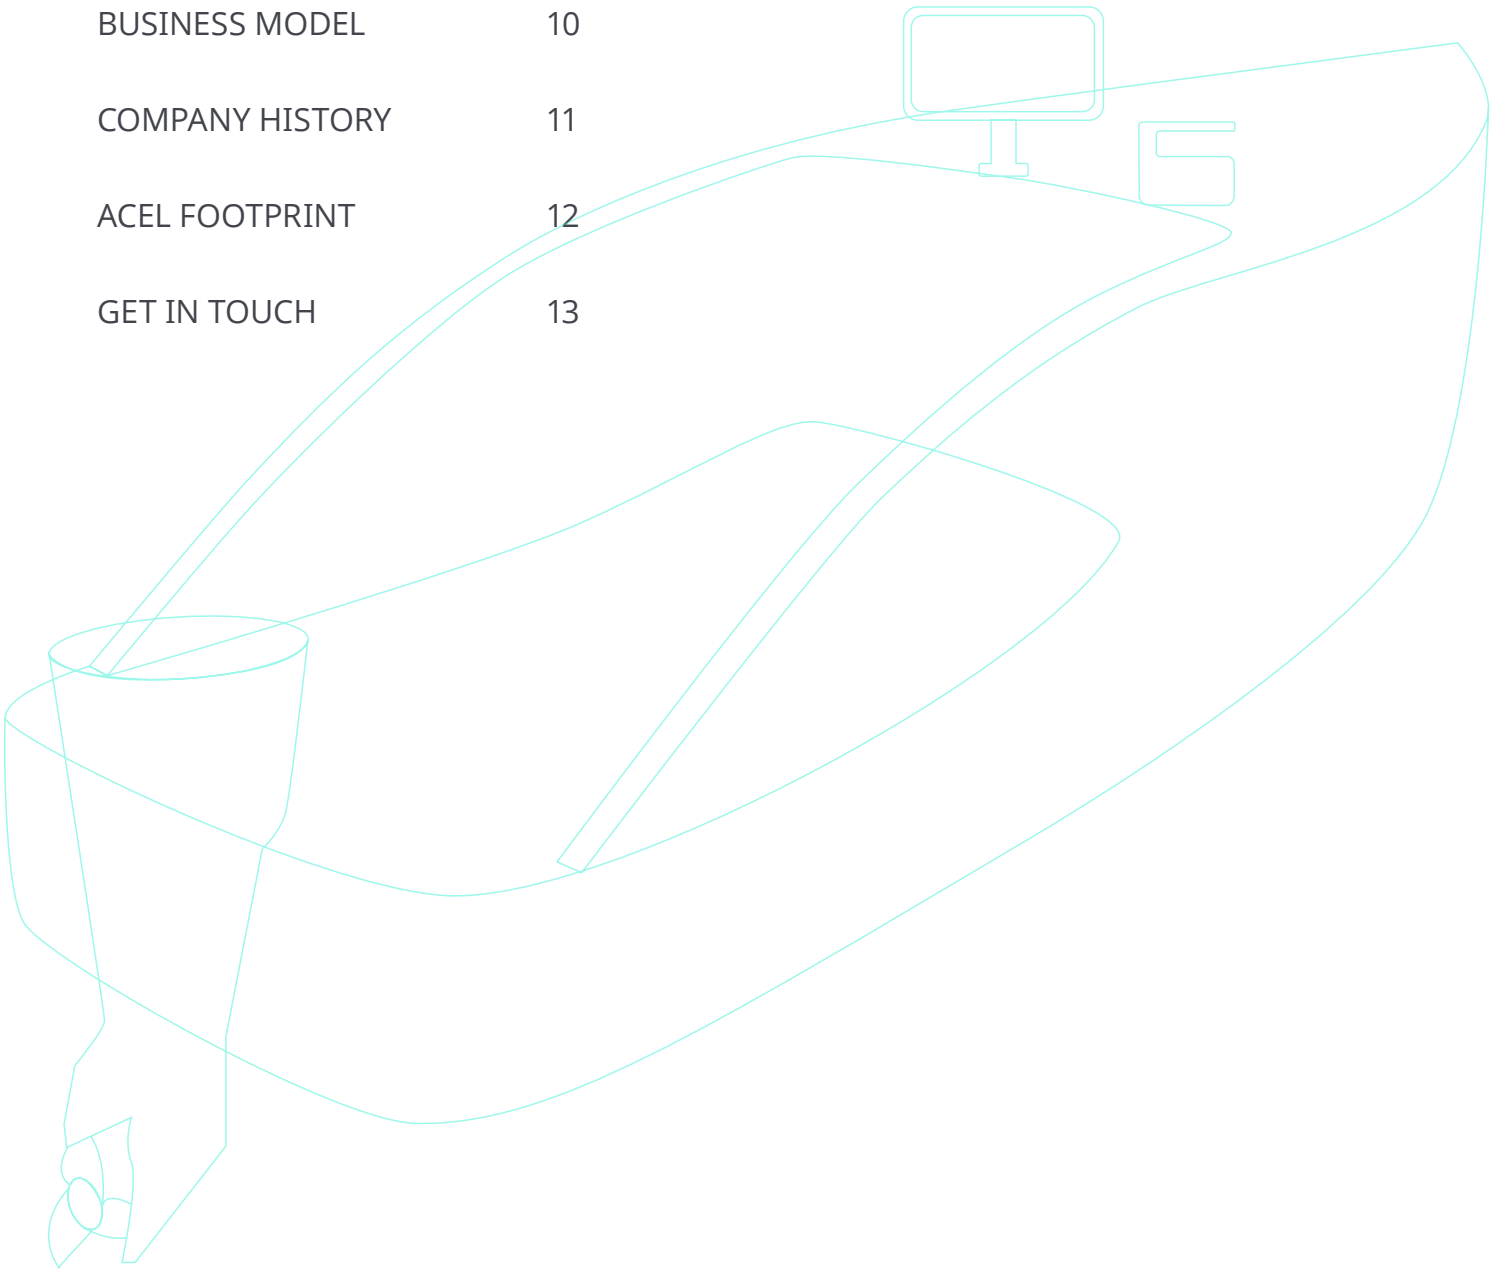 BUSINESS MODEL 10
COMPANY HISTORY 11
ACEL FOOTPRINT 12
GET IN TOUCH 13